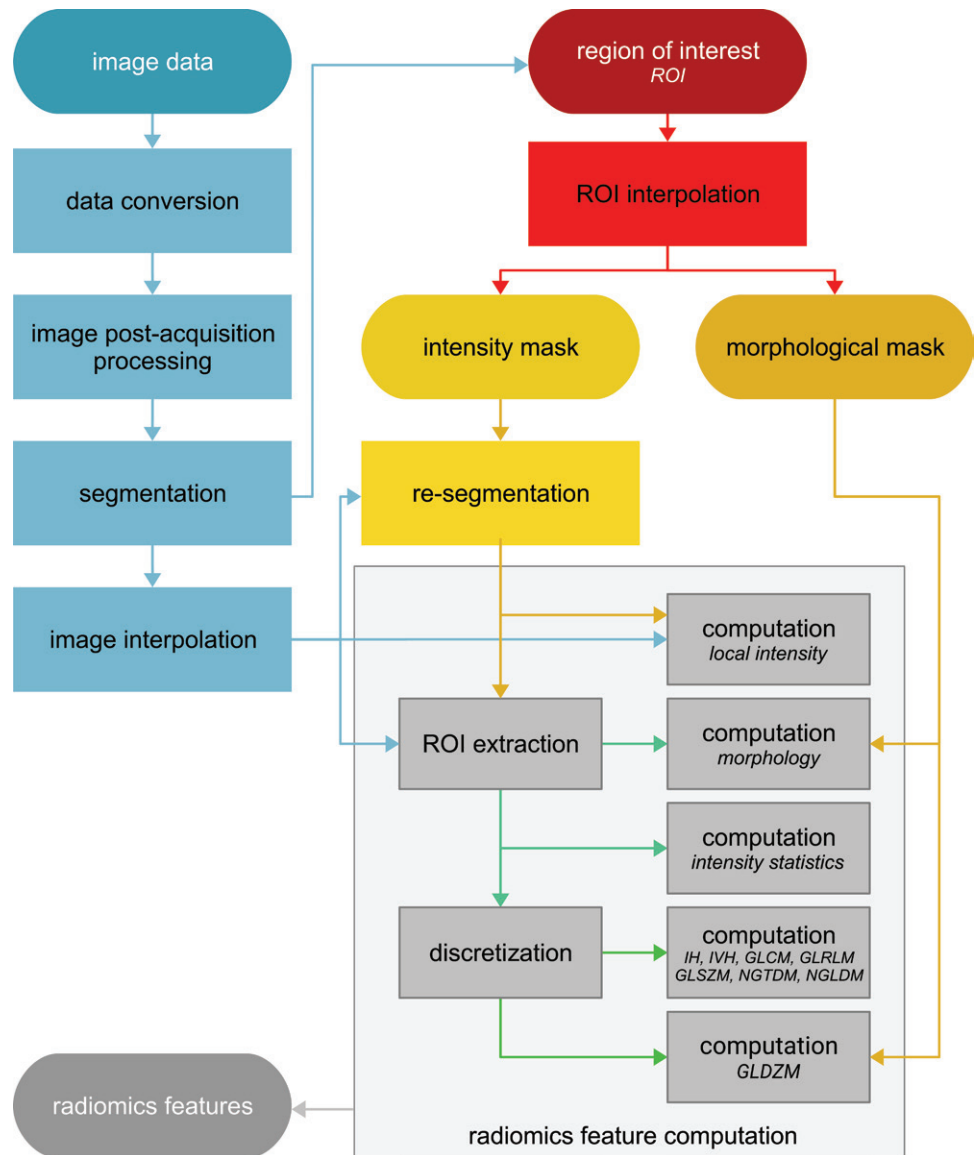 image data
region of interest
ROI
data conversion
ROI interpolation
image post-acquisition
processing
intensity mask
morphological mask
segmentation
re-segmentation
image interpolation
computation
local intensity
ROI extraction
computation
morphology
computation
intensity statistics
discretization
computation
IH, IVH, GLCM, GLRLM
GLSZM, NGTDM, NGLDM
computation
GLDZM
radiomics features
radiomics feature computation